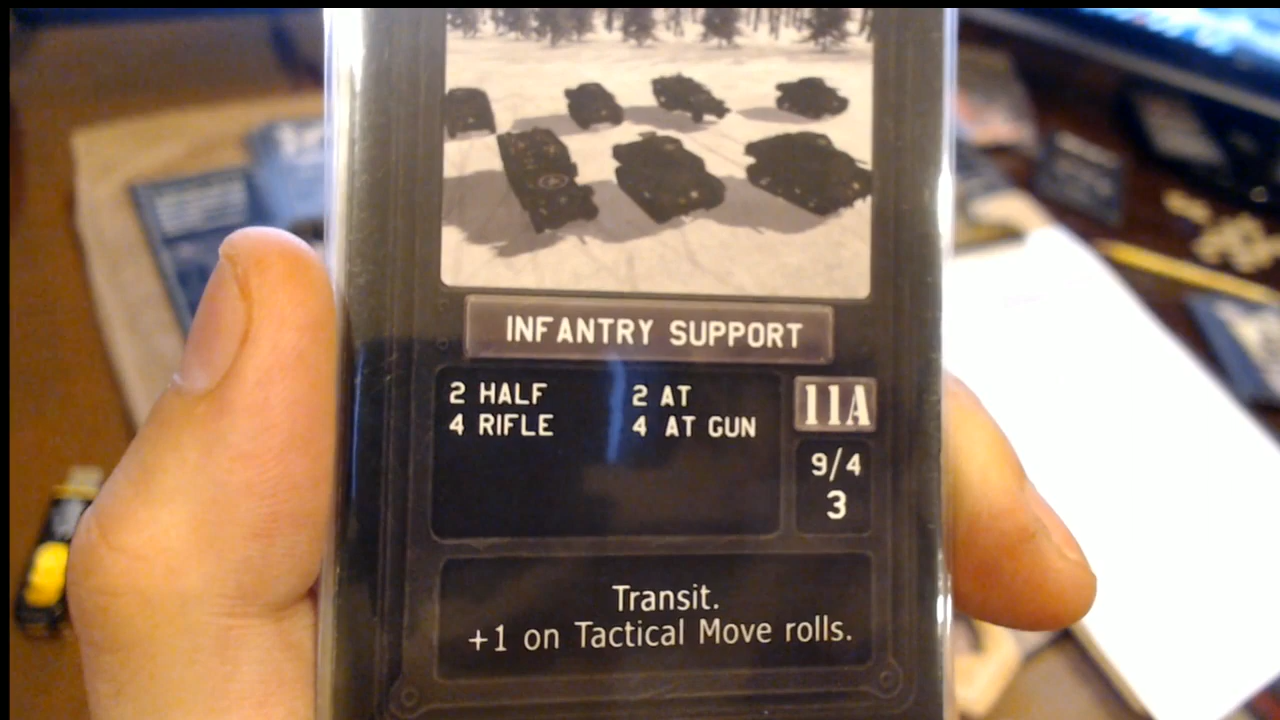 INFANTRY SUPPORT
2 HALF 2 AT
4 RIFLE 4 AT GUN
11A
9/4
3
Transit.
+1 on Tactical Move rolls.